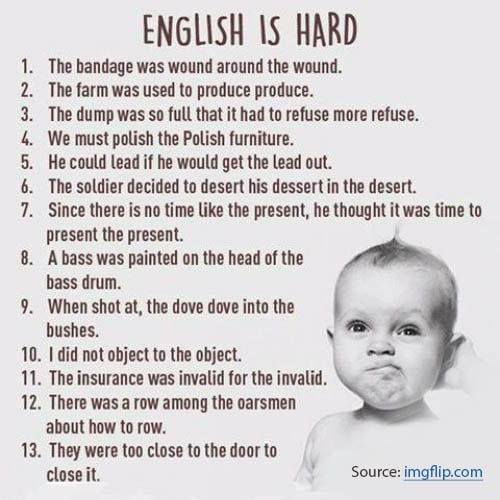 ENGLISH IS HARD
1. The bandage was wound around the wound.
2. The farm was used to produce produce.
3. The dump was so full that it had to refuse more refuse.
4. We must polish the Polish furniture.
5. He could lead if he would get the lead out.
6. The soldier decided to desert his dessert in the desert.
7. Since there is no time like the present, he thought it was time to
present the present.
8. A bass was painted on the head of the
bass drum.
9. When shot at, the dove dove into the
bushes.
10. I did not object to the object.
11. The insurance was invalid for the invalid.
12. There was a row among the oarsmen
about how to row.
13. They were too close to the door to
close it.
Source: imgflip.com